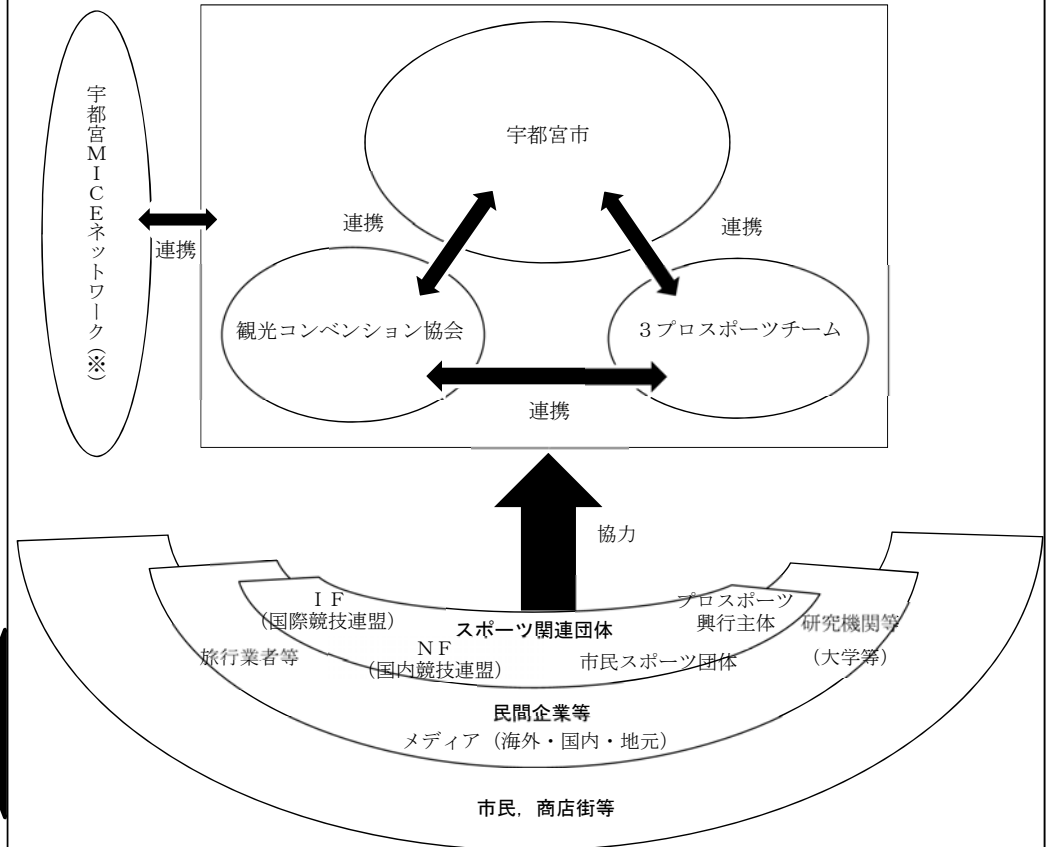 宇都宮市
宇都宮ＭＩＣＥネットワーク（※）
連携
連携
連携
観光コンベンション協会
３プロスポーツチーム
連携
協力
ＩＦ
（国際競技連盟）
プロスポーツ
興行主体
研究機関等
（大学等）
スポーツ関連団体
ＮＦ
（国内競技連盟）
市民スポーツ団体
旅行業者等
民間企業等
メディア（海外・国内・地元）
市民，商店街等